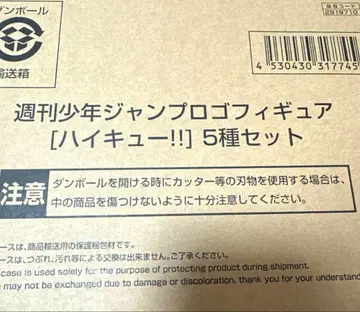 ダンボール
輸送箱
4 530430 317745
週刊少年ジャンプロゴフィギュア
[ハイキュー!!] 5種セット
注意
ダンボールを開ける時にカッター等の刃物を使用する場合は、
中の商品を傷つけないように十分注意してください。
ースは、商品輸送用の保護梱包材です。
ースは、つぶれ、汚れ等による交換は出来ません。ご了承ください。
case is used solely for the purpose of protecting product during shipment.
e may not be exchanged due to damage or discoloration. thank you for your understand